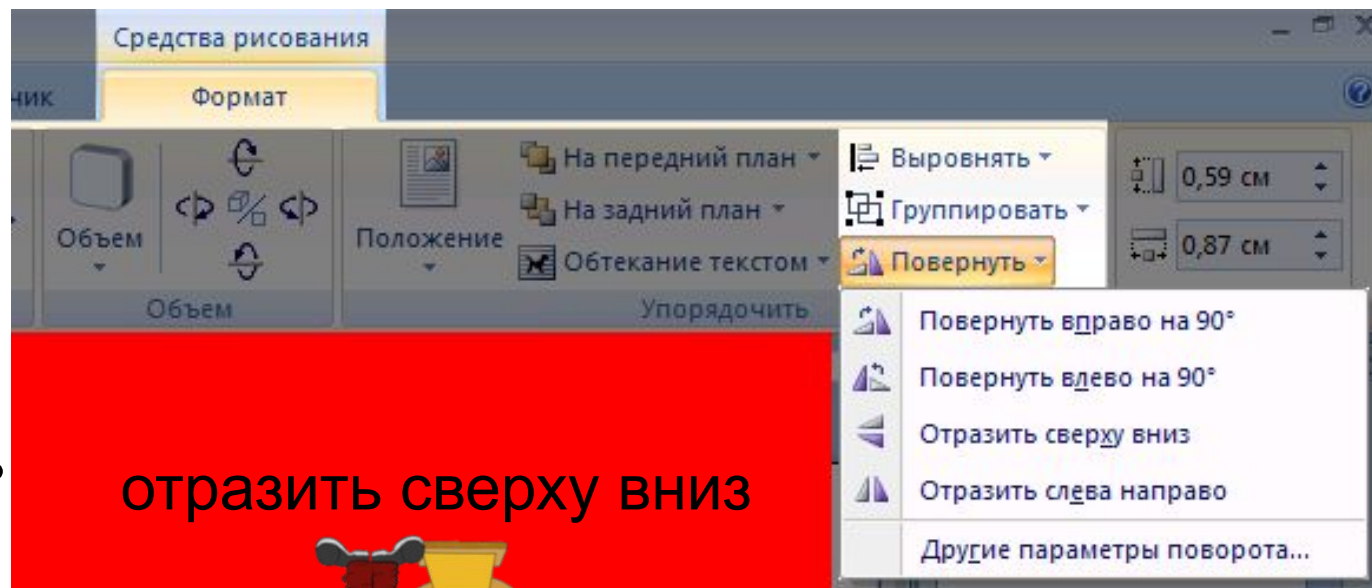 Средства рисования
чик
Формат
На передний план
Выровнять
0,59 см
На задний план
Группировать
Объем
Положение
Обтекание текстом
Повернуть
0,87 см
Объем
Упорядочить
Повернуть вправо на 90°
Повернуть влево на 90°
Отразить сверху вниз
Отразить слева направо
Другие параметры поворота...
отразить сверху вниз